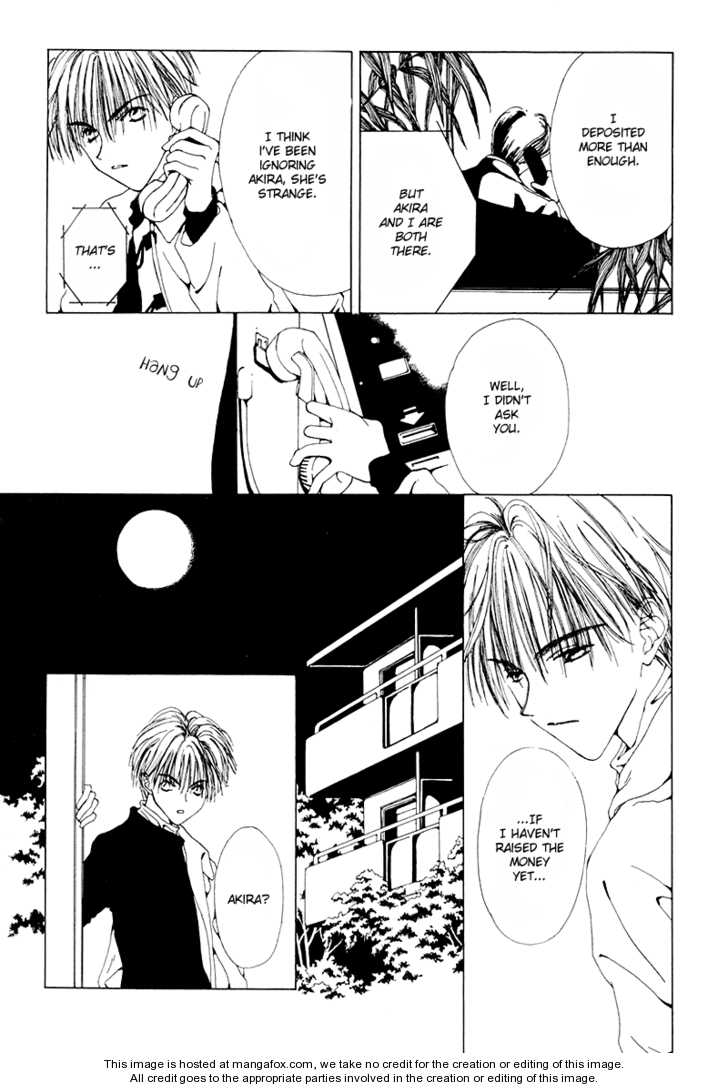 I
DEPOSITED
MORE THAN
ENOUGH.
BUT
AKIRA
AND I ARE
BOTH
THERE.
I THINK
I'VE BEEN
IGNORING
AKIRA, SHE'S
STRANGE.
THAT'S
...
WELL,
I DIDN'T
ASK
YOU.
HANG UP
...IF
I HAVEN'T
RAISED THE
MONEY
YET...
AKIRA?
This image is hosted at mangafox.com, we take no credit for the creation or editing of this image.
All credit goes to the appropriate parties involved in the creation or editing of this image.